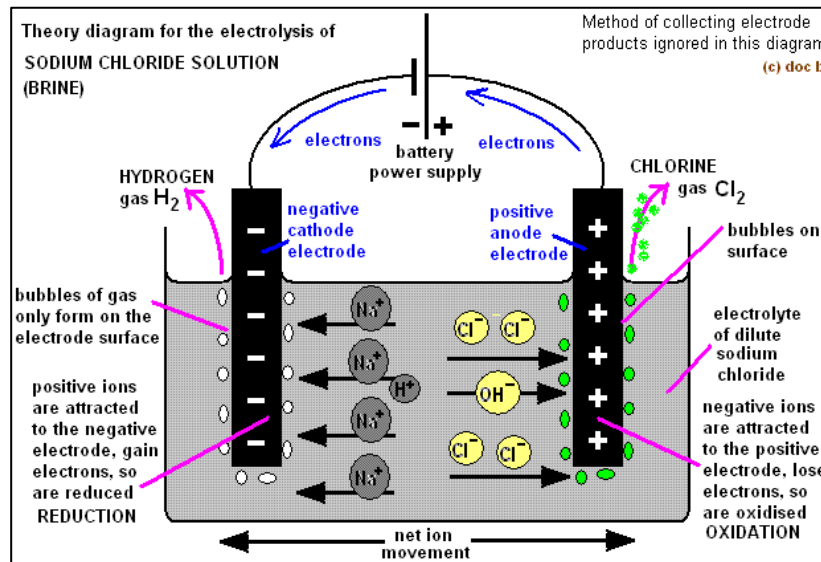 Theory diagram for the electrolysis of
SODIUM CHLORIDE SOLUTION
(BRINE)
Method of collecting electrode
products ignored in this diagram
(c) doc b
electrons
electrons
− +
battery
power supply
HYDROGEN
gas H₂
CHLORINE
gas Cl₂
negative
cathode
electrode
positive
anode
electrode
bubbles on
surface
bubbles of gas
only form on the
electrode surface
electrolyte
of dilute
sodium
chloride
positive ions
are attracted
to the negative
electrode, gain
electrons, so
are reduced
REDUCTION
−
−
−
−
−
−
Na⁺
Na⁺
H⁺
Na⁺
Na⁺
Cl⁻ Cl⁻
OH⁻
Cl⁻ Cl⁻
+
+
+
+
+
+
negative ions
are attracted
to the positive
electrode, lose
electrons, so
are oxidised
OXIDATION
net ion
movement